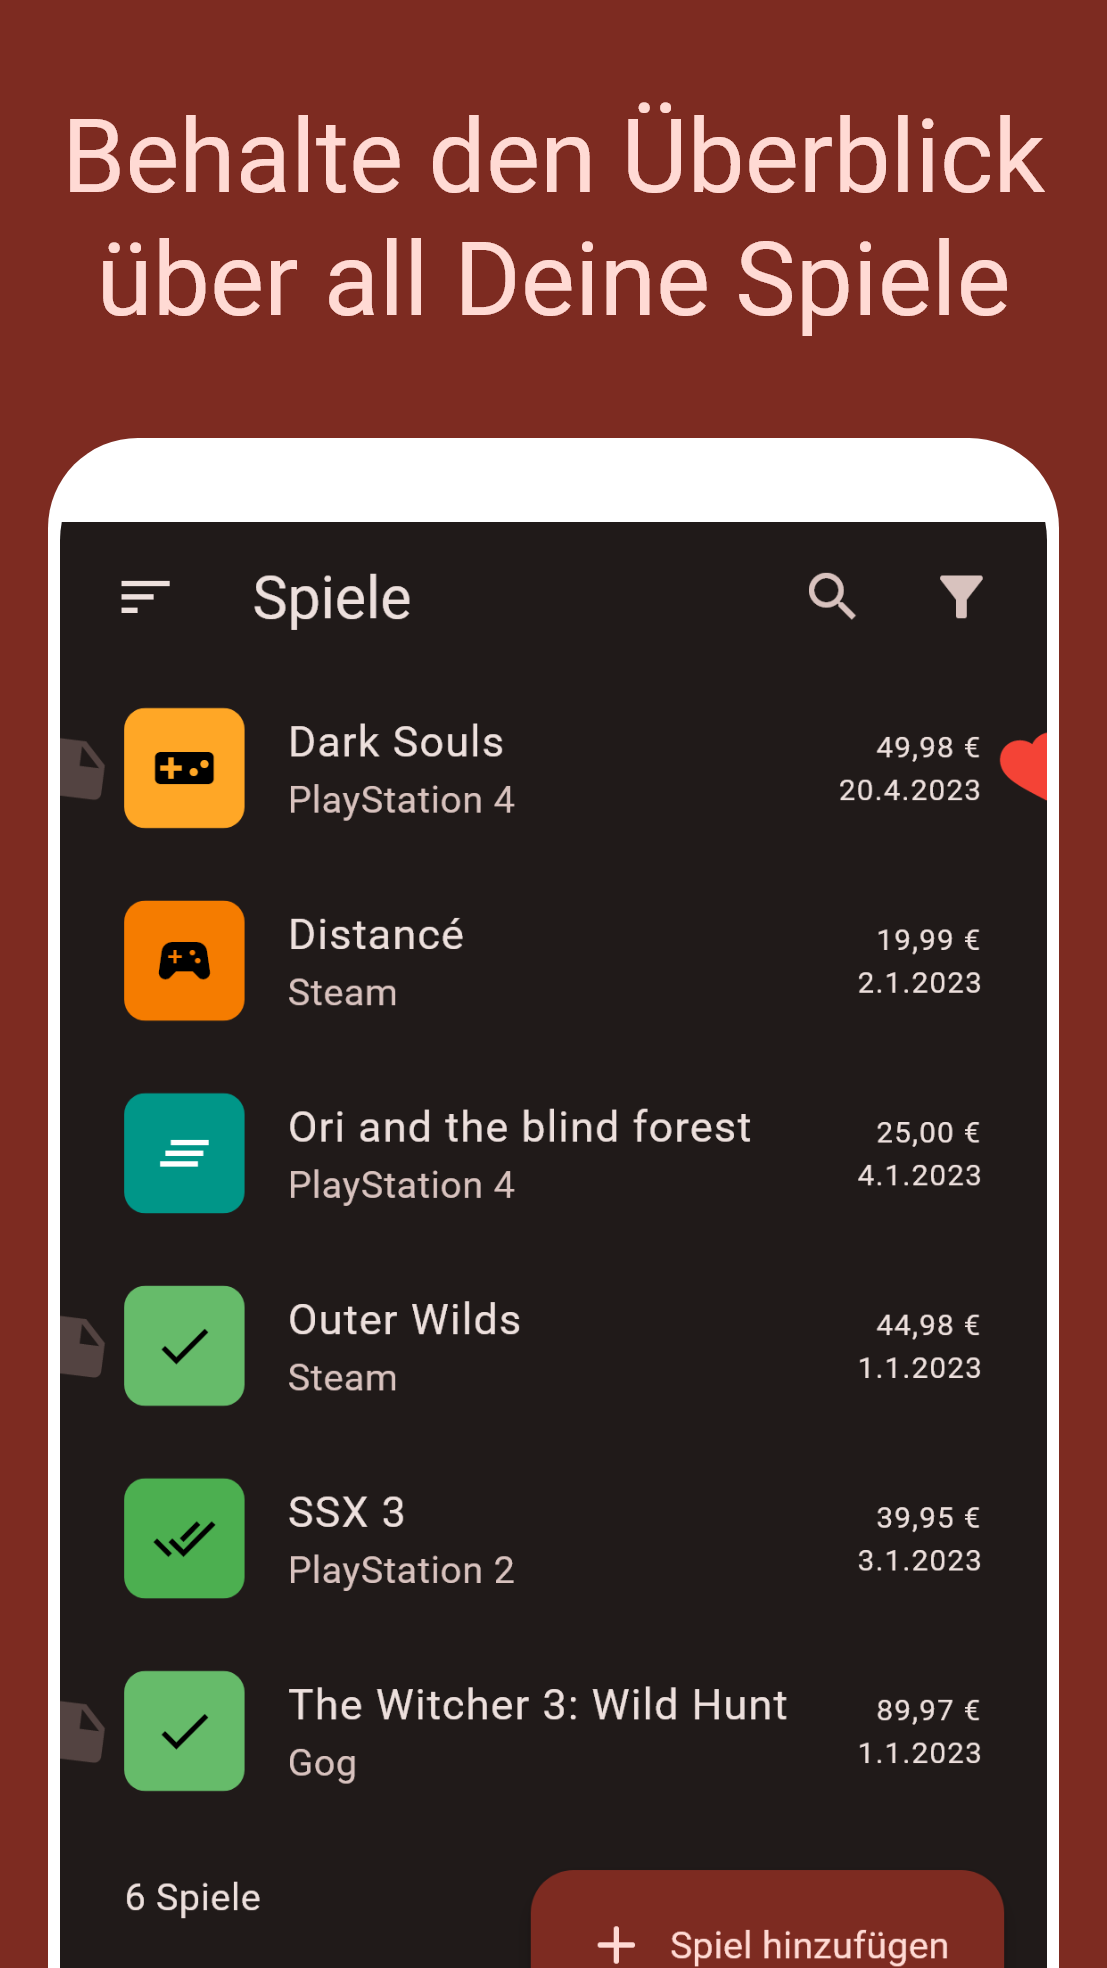 Behalte den Überblick
über all Deine Spiele
Spiele
Dark Souls
PlayStation 4
49,98 €
20.4.2023
Distancé
Steam
19,99 €
2.1.2023
Ori and the blind forest
PlayStation 4
25,00 €
4.1.2023
Outer Wilds
Steam
44,98 €
1.1.2023
SSX 3
PlayStation 2
39,95 €
3.1.2023
The Witcher 3: Wild Hunt
Gog
89,97 €
1.1.2023
6 Spiele
Spiel hinzufügen